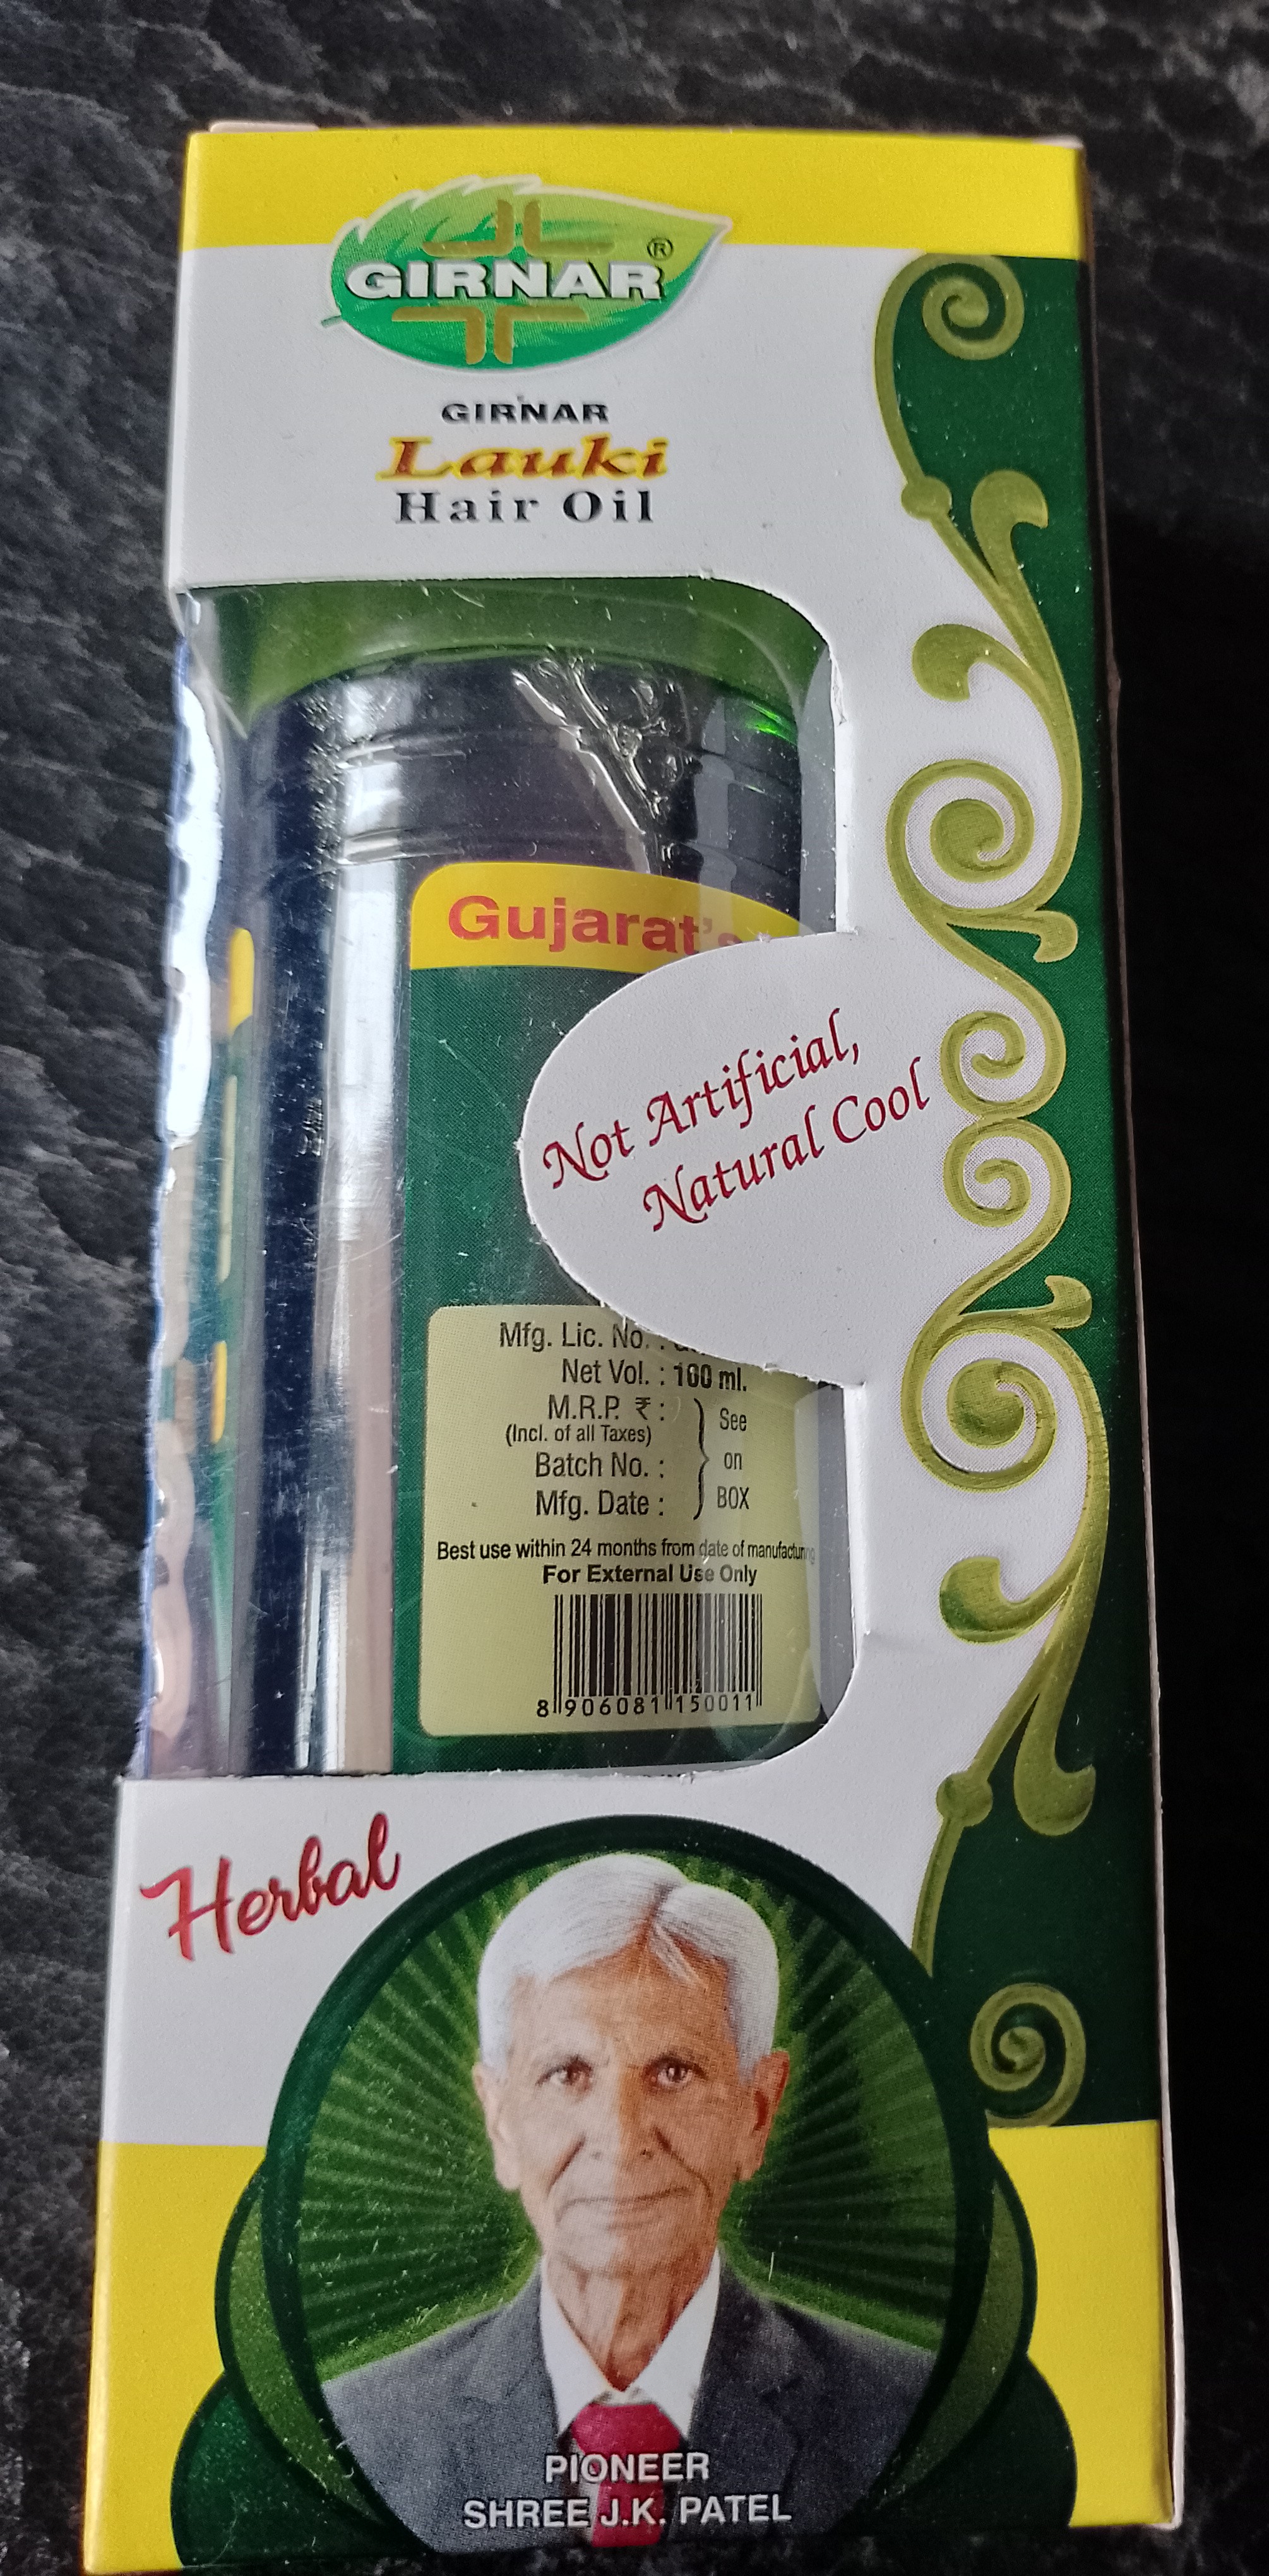 GIRNAR®
GIRNAR
Lauki
Hair Oil
Gujarat's
Not Artificial,
Natural Cool
Mfg. Lic. No. :
Net Vol. : 100 ml.
M.R.P. ₹ :
(Incl. of all Taxes)
Batch No. :
Mfg. Date :
See
on
BOX
Best use within 24 months from date of manufacturing
For External Use Only
8 906081 150011
Herbal
PIONEER
SHREE J.K. PATEL